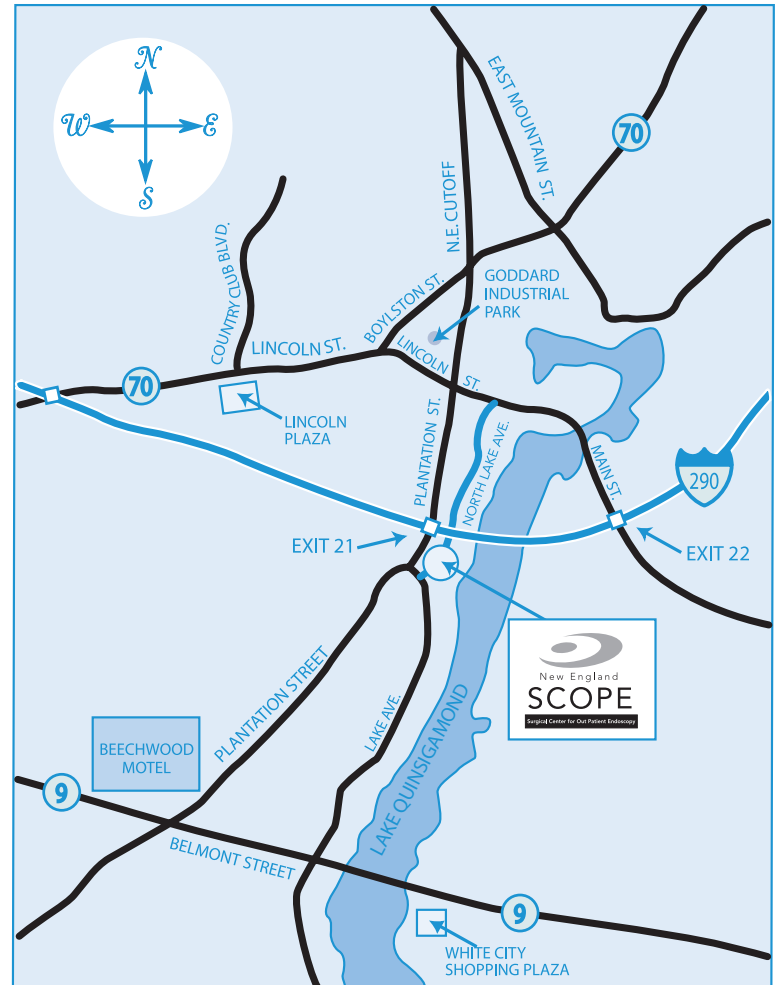 N
W
E
S
EAST MOUNTAIN ST.
70
N.E. CUTOFF
COUNTRY CLUB BLVD.
BOYLSTON ST.
GODDARD
INDUSTRIAL
PARK
LINCOLN ST.
LINCOLN ST.
70
LINCOLN
PLAZA
PLANTATION ST.
NORTH LAKE AVE.
MAIN ST.
290
EXIT 21
EXIT 22
New England
SCOPE
Surgical Center for Out Patient Endoscopy
PLANTATION STREET
LAKE AVE.
LAKE QUINSIGAMOND
BEECHWOOD
MOTEL
9
BELMONT STREET
9
WHITE CITY
SHOPPING PLAZA